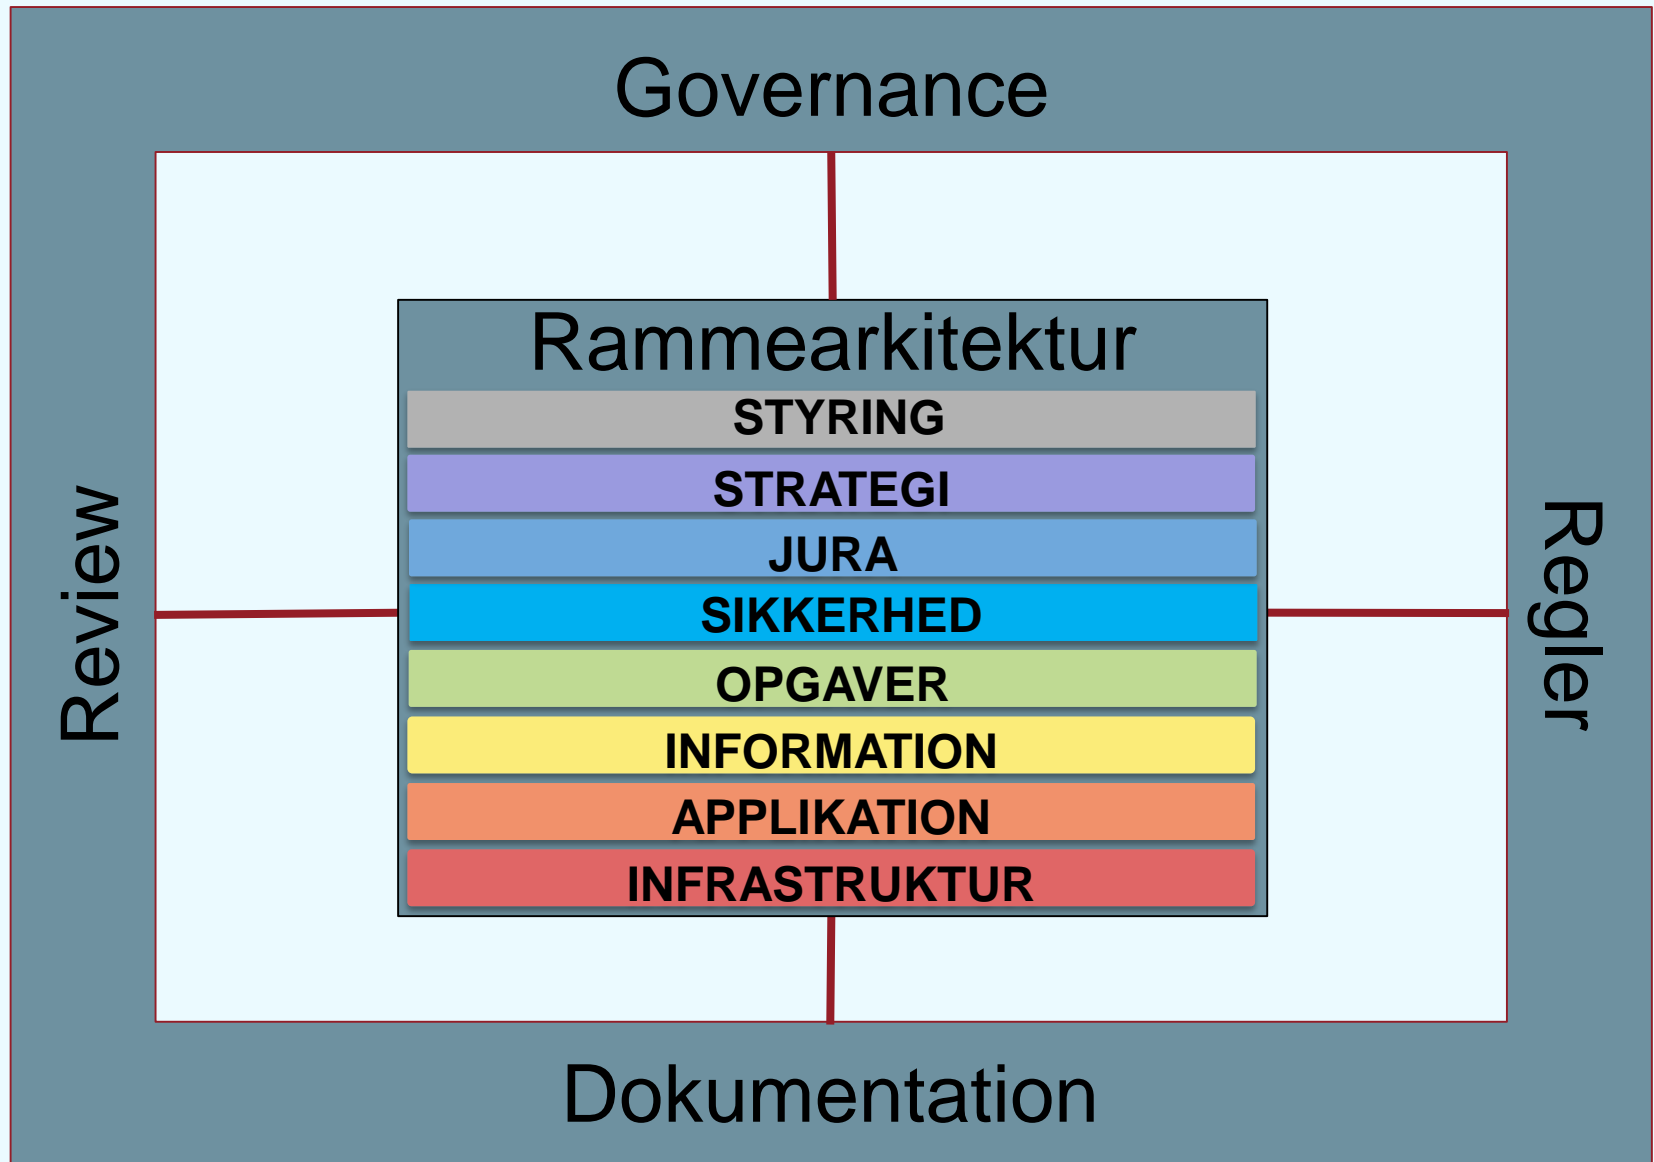 Governance
Review
Rammearkitektur
STYRING
STRATEGI
JURA
SIKKERHED
OPGAVER
INFORMATION
APPLIKATION
INFRASTRUKTUR
Regler
Dokumentation